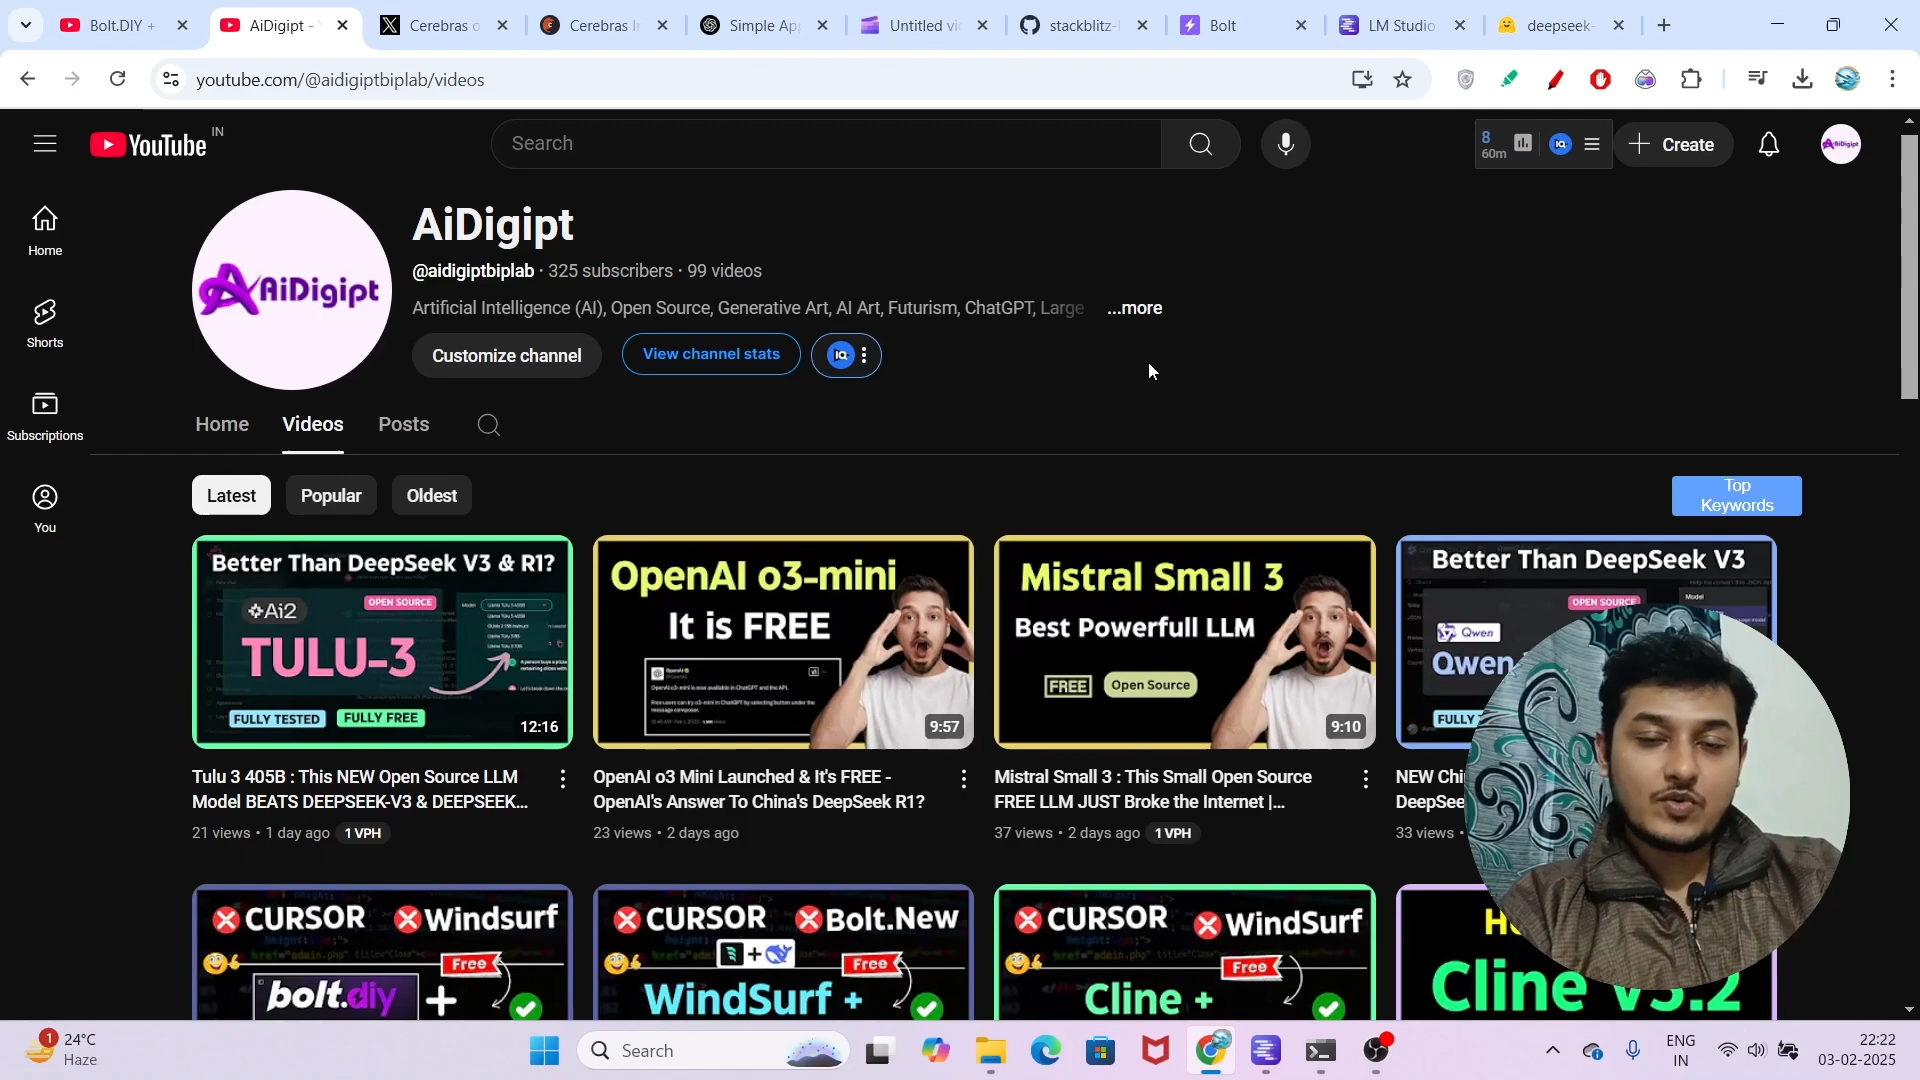 Bolt.DIY +
AiDigipt -
Cerebras
Cerebras
Simple Ap
Untitled vi
stackblitz-
Bolt
LM Studio
deepseek-
youtube.com/@aidigiptbiplab/videos
YouTube
IN
Search
8
60m
Create
AiDigipt
Home
Shorts
Subscriptions
You
AiDigipt
AiDigipt
@aidigiptbiplab · 325 subscribers · 99 videos
Artificial Intelligence (AI), Open Source, Generative Art, AI Art, Futurism, ChatGPT, Large ...more
Customize channel
View channel stats
IQ
Home
Videos
Posts
Latest
Popular
Oldest
Top
Keywords
Better Than DeepSeek V3 & R1?
Ai2
OPEN SOURCE
TULU-3
FULLY TESTED
FULLY FREE
12:16
Tulu 3 405B : This NEW Open Source LLM
Model BEATS DEEPSEEK-V3 & DEEPSEEK...
21 views · 1 day ago 1 VPH
OpenAI o3-mini
It is FREE
9:57
OpenAI o3 Mini Launched & It's FREE -
OpenAI's Answer To China's DeepSeek R1?
23 views · 2 days ago
Mistral Small 3
Best Powerfull LLM
FREE
Open Source
9:10
Mistral Small 3 : This Small Open Source
FREE LLM JUST Broke the Internet |...
37 views · 2 days ago 1 VPH
Better Than DeepSeek V3
OPEN SOURCE
Model
Qwen
Qwen
FULLY
NEW Chi
DeepSee
33 views ·
CURSOR
Windsurf
Free
bolt.diy +
CURSOR
Bolt.New
Free
WindSurf +
CURSOR
WindSurf
Free
Cline +
Cline V3.2
1
24°C
Haze
Search
ENG
IN
22:22
03-02-2025